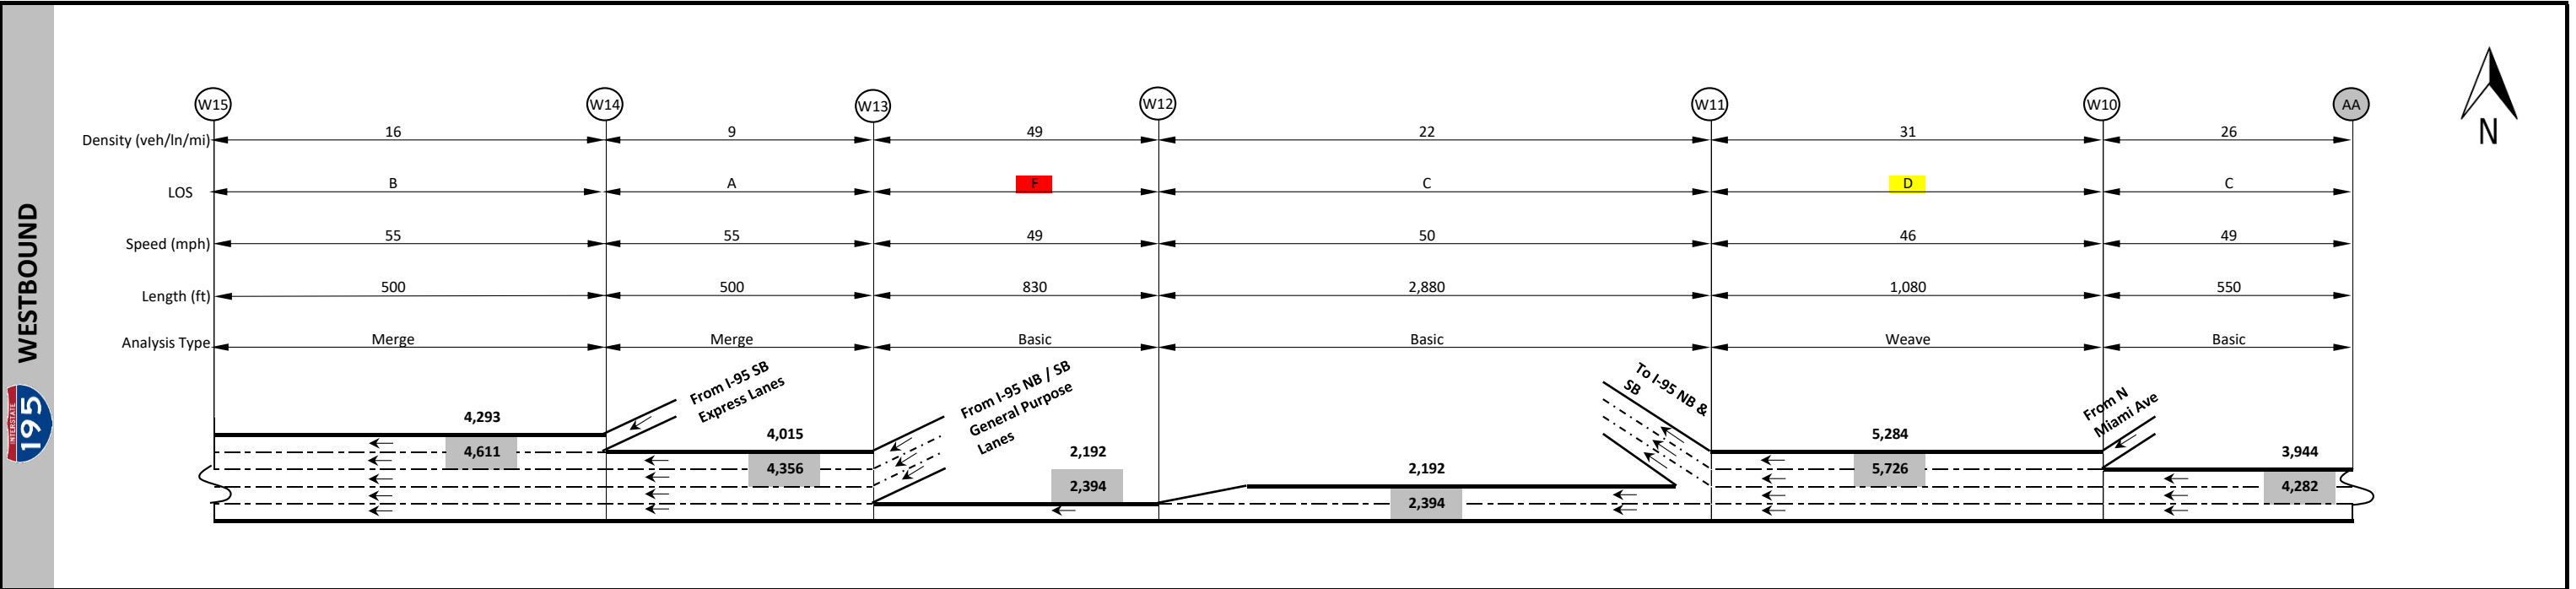 WESTBOUND
INTERSTATE
195
W15 W14 W13 W12 W11 W10 AA
N
Density (veh/ln/mi) 16 9 49 22 31 26
LOS B A F C D C
Speed (mph) 55 55 49 50 46 49
Length (ft) 500 500 830 2,880 1,080 550
Analysis Type Merge Merge Basic Basic Weave Basic
From I-95 SB
Express Lanes
From I-95 NB / SB
General Purpose
Lanes
To I-95 NB &
SB
From N
Miami Ave
4,293
4,611
4,015
4,356
2,192
2,394
2,192
2,394
5,284
5,726
3,944
4,282